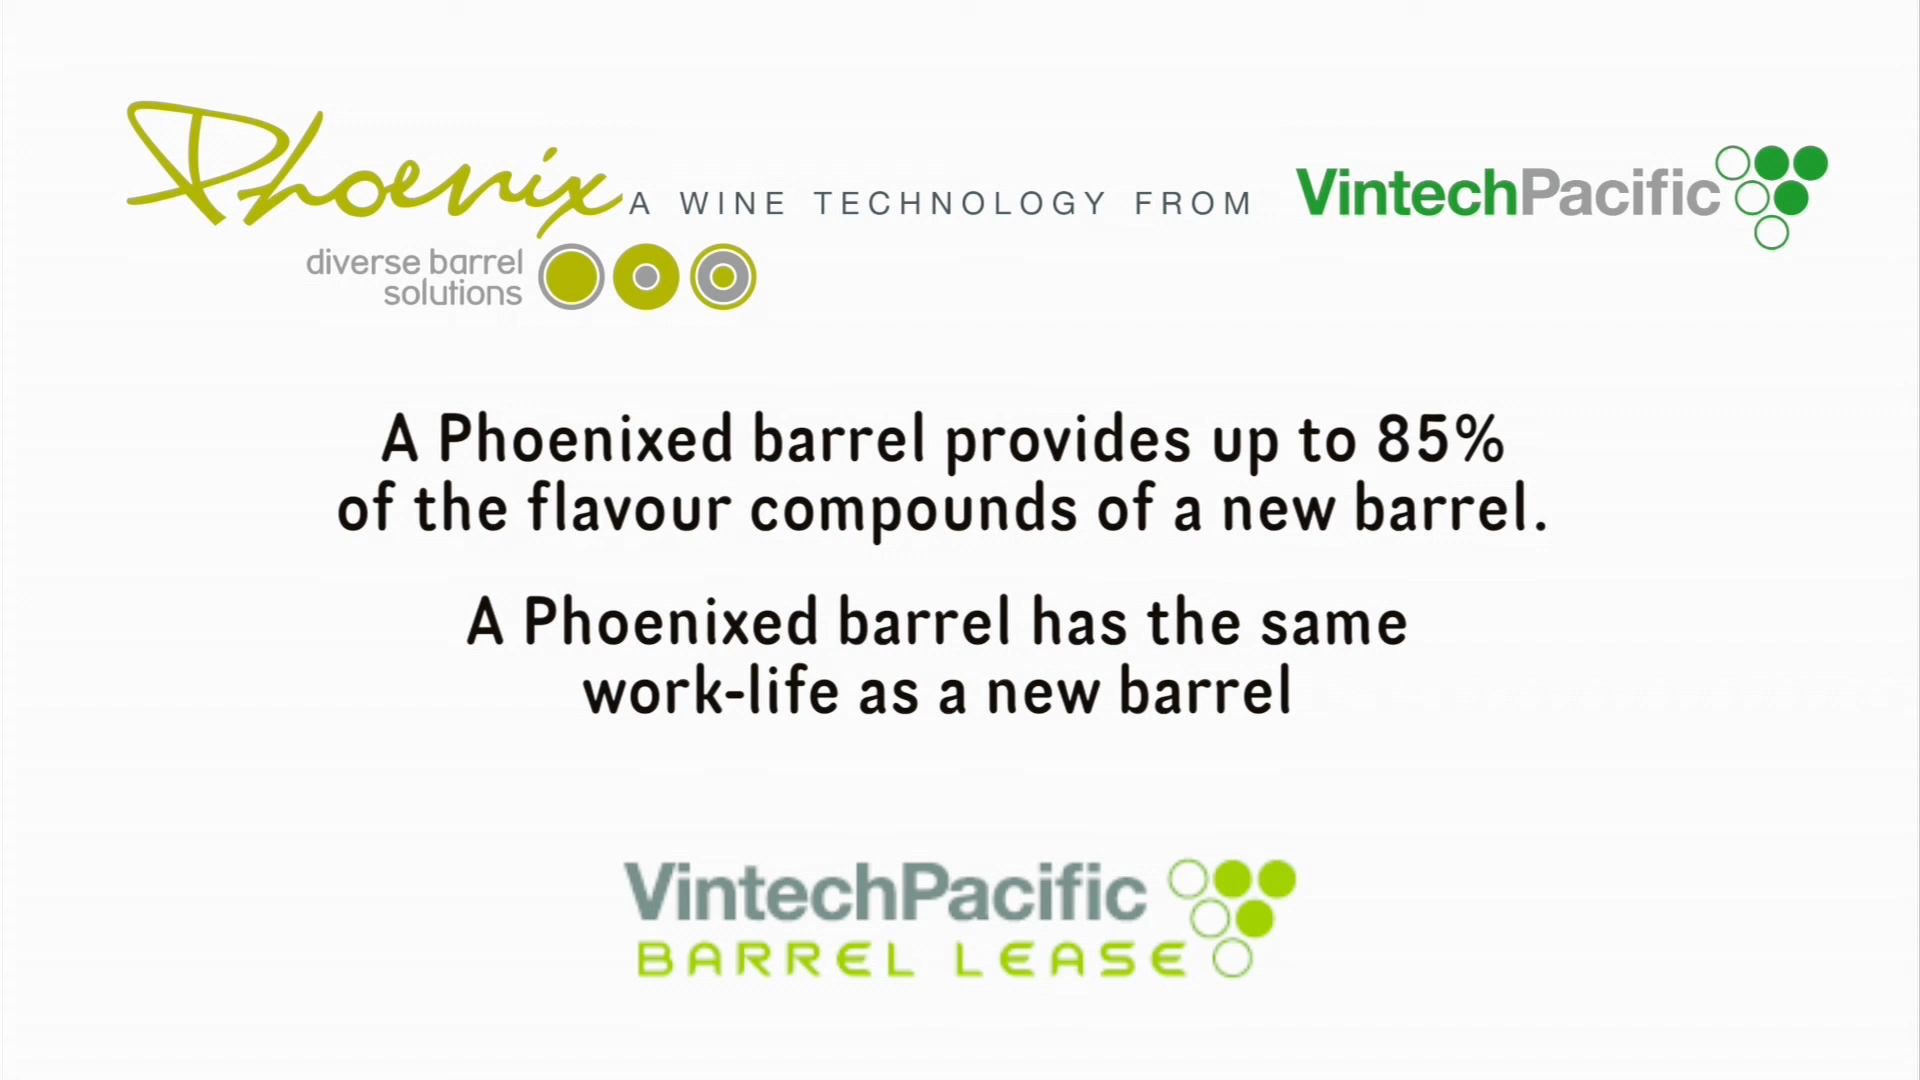 Phoenix A WINE TECHNOLOGY FROM VintechPacific
diverse barrel
solutions
A Phoenixed barrel provides up to 85%
of the flavour compounds of a new barrel.
A Phoenixed barrel has the same
work-life as a new barrel
VintechPacific
BARREL LEASE